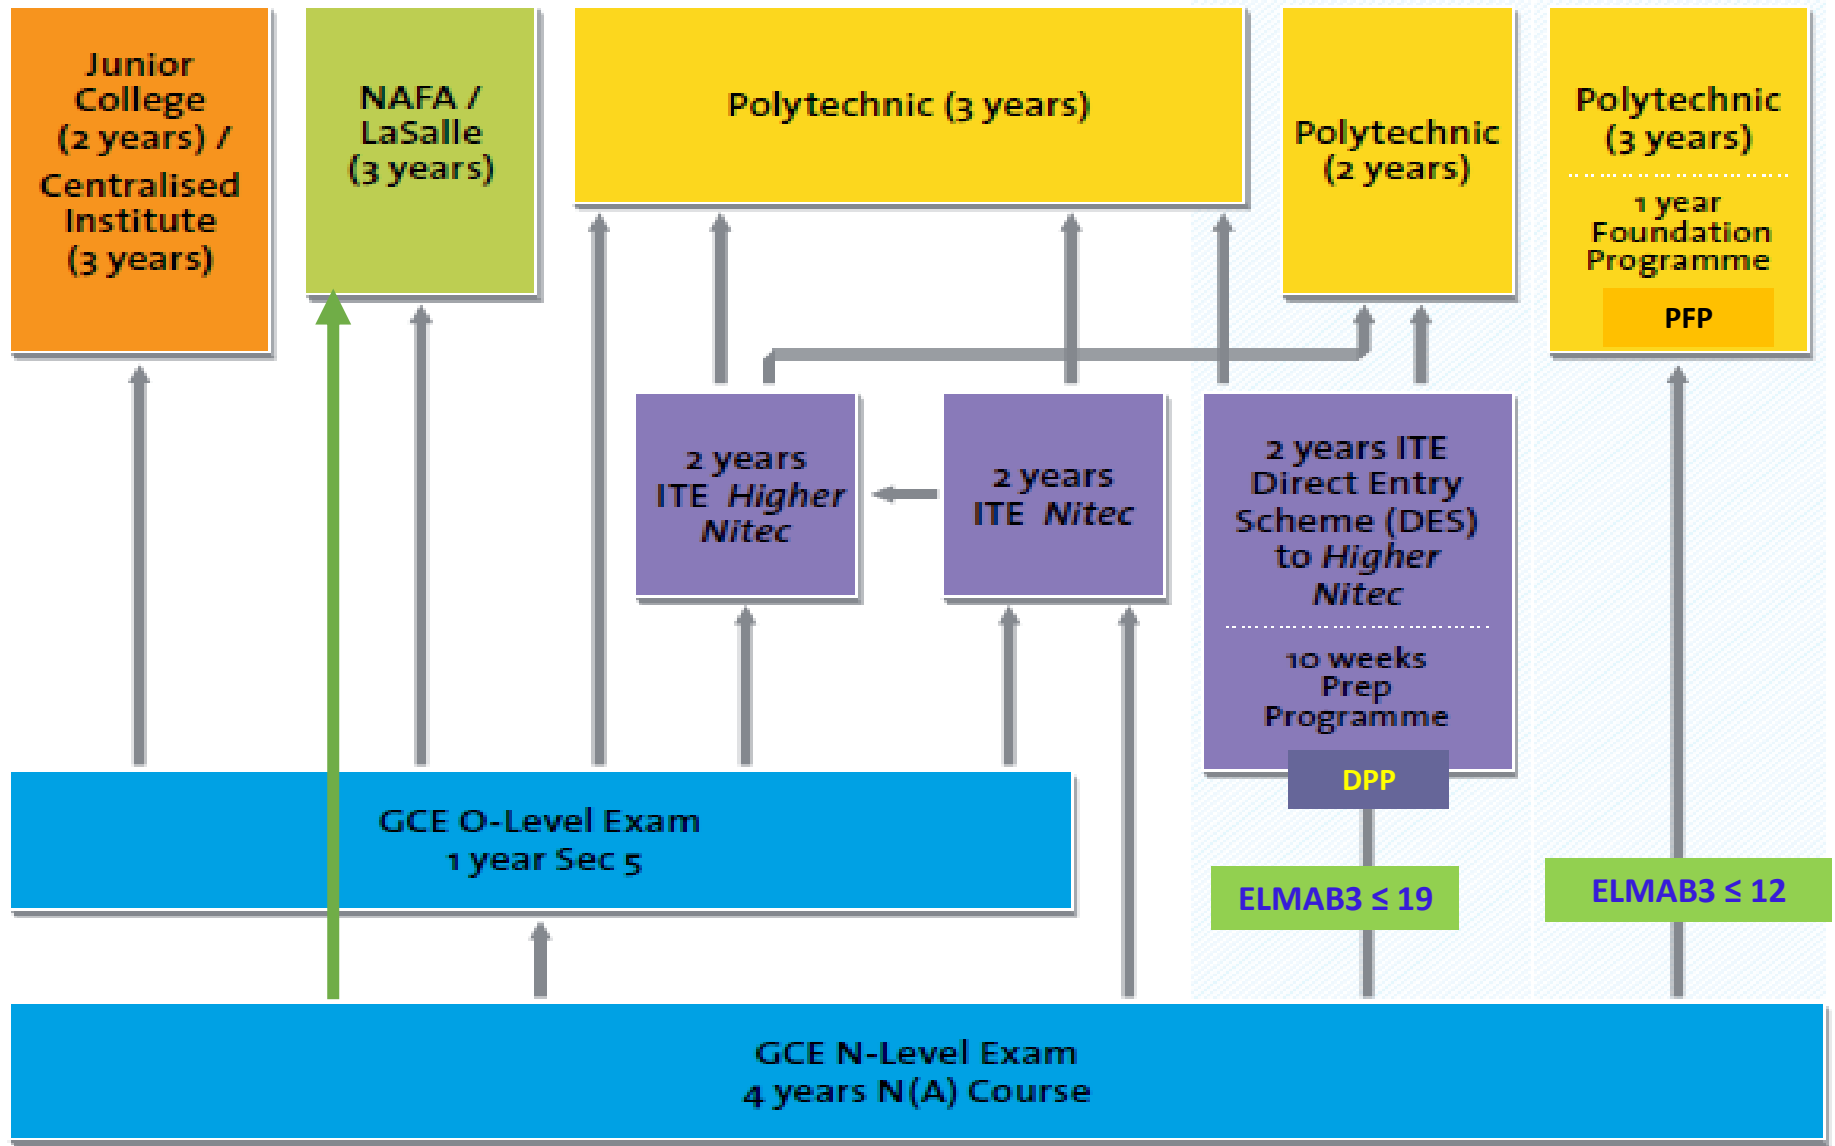 Junior
College
(2 years) /
Centralised
Institute
(3 years)
NAFA /
LaSalle
(3 years)
Polytechnic (3 years)
Polytechnic
(2 years)
Polytechnic
(3 years)
1 year
Foundation
Programme
PFP
2 years
ITE Higher
Nitec
2 years
ITE Nitec
2 years ITE
Direct Entry
Scheme (DES)
to Higher
Nitec
10 weeks
Prep
Programme
DPP
GCE O-Level Exam
1 year Sec 5
ELMAB3 ≤ 19
ELMAB3 ≤ 12
GCE N-Level Exam
4 years N(A) Course